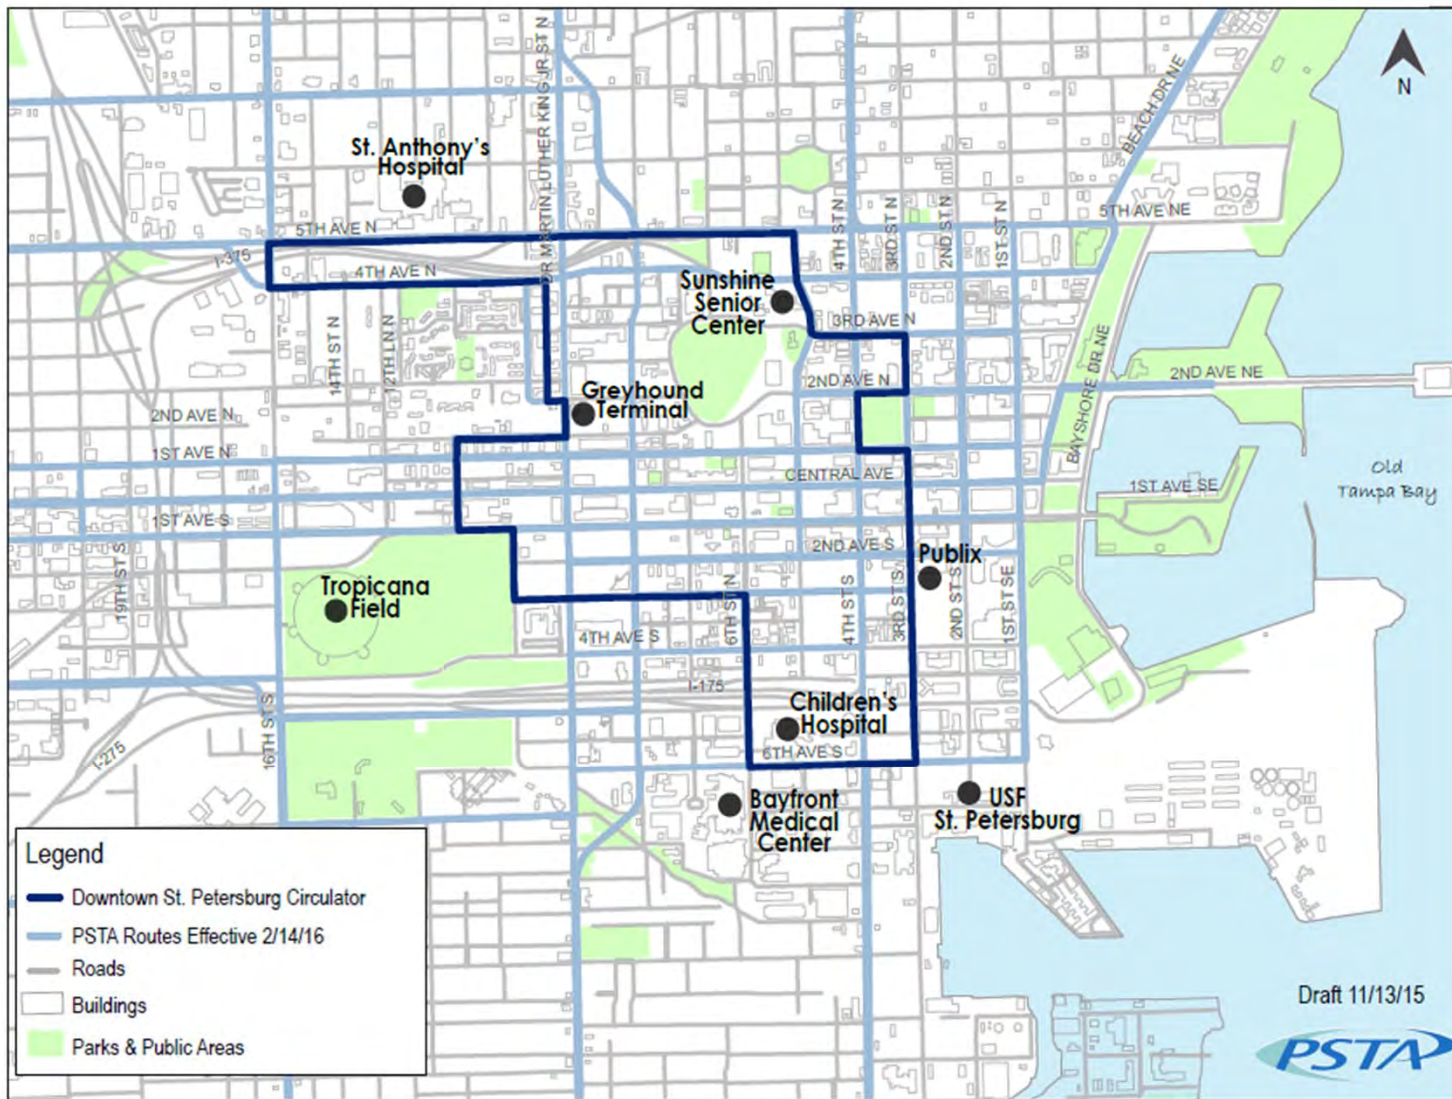 N
DR MARTIN LUTHER KING JR ST N
BEACH DR NE
St. Anthony's
Hospital
5TH AVE N
5TH AVE NE
4TH ST N
3RD ST N
2ND ST N
1ST ST N
I-375
4TH AVE N
Sunshine
Senior
Center
3RD AVE N
14TH ST N
12TH LN N
BAYSHORE DR NE
2ND AVE N
2ND AVE NE
Greyhound
Terminal
2ND AVE N
1ST AVE N
CENTRAL AVE
Old
Tampa Bay
1ST AVE SE
1ST AVE S
2ND AVE S
Publix
19TH ST S
Tropicana
Field
6TH ST N
4TH ST S
3RD ST S
2ND ST S
1ST ST SE
4TH AVE S
I-175
Children's
Hospital
16TH ST S
I-275
6TH AVE S
Bayfront
Medical
Center
USF
St. Petersburg
Legend
Downtown St. Petersburg Circulator
PSTA Routes Effective 2/14/16
Roads
Buildings
Parks & Public Areas
Draft 11/13/15
PSTA